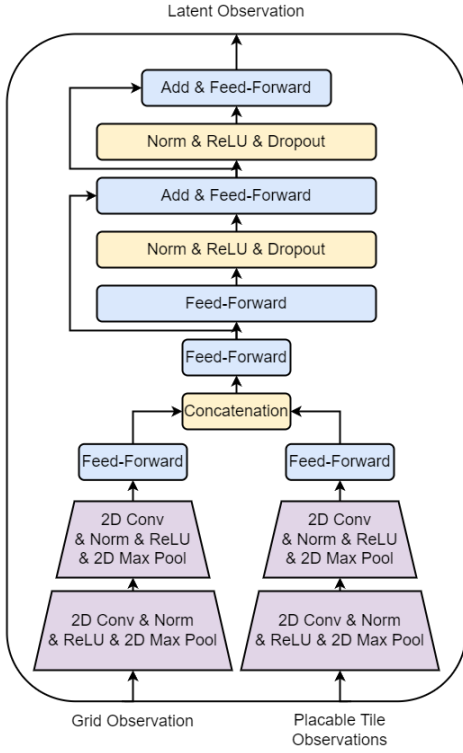 Latent Observation
Add & Feed-Forward
Norm & ReLU & Dropout
Add & Feed-Forward
Norm & ReLU & Dropout
Feed-Forward
Feed-Forward
Concatenation
Feed-Forward
Feed-Forward
2D Conv
& Norm & ReLU
& 2D Max Pool
2D Conv
& Norm & ReLU
& 2D Max Pool
2D Conv & Norm
& ReLU & 2D Max Pool
2D Conv & Norm
& ReLU & 2D Max Pool
Grid Observation
Placable Tile
Observations